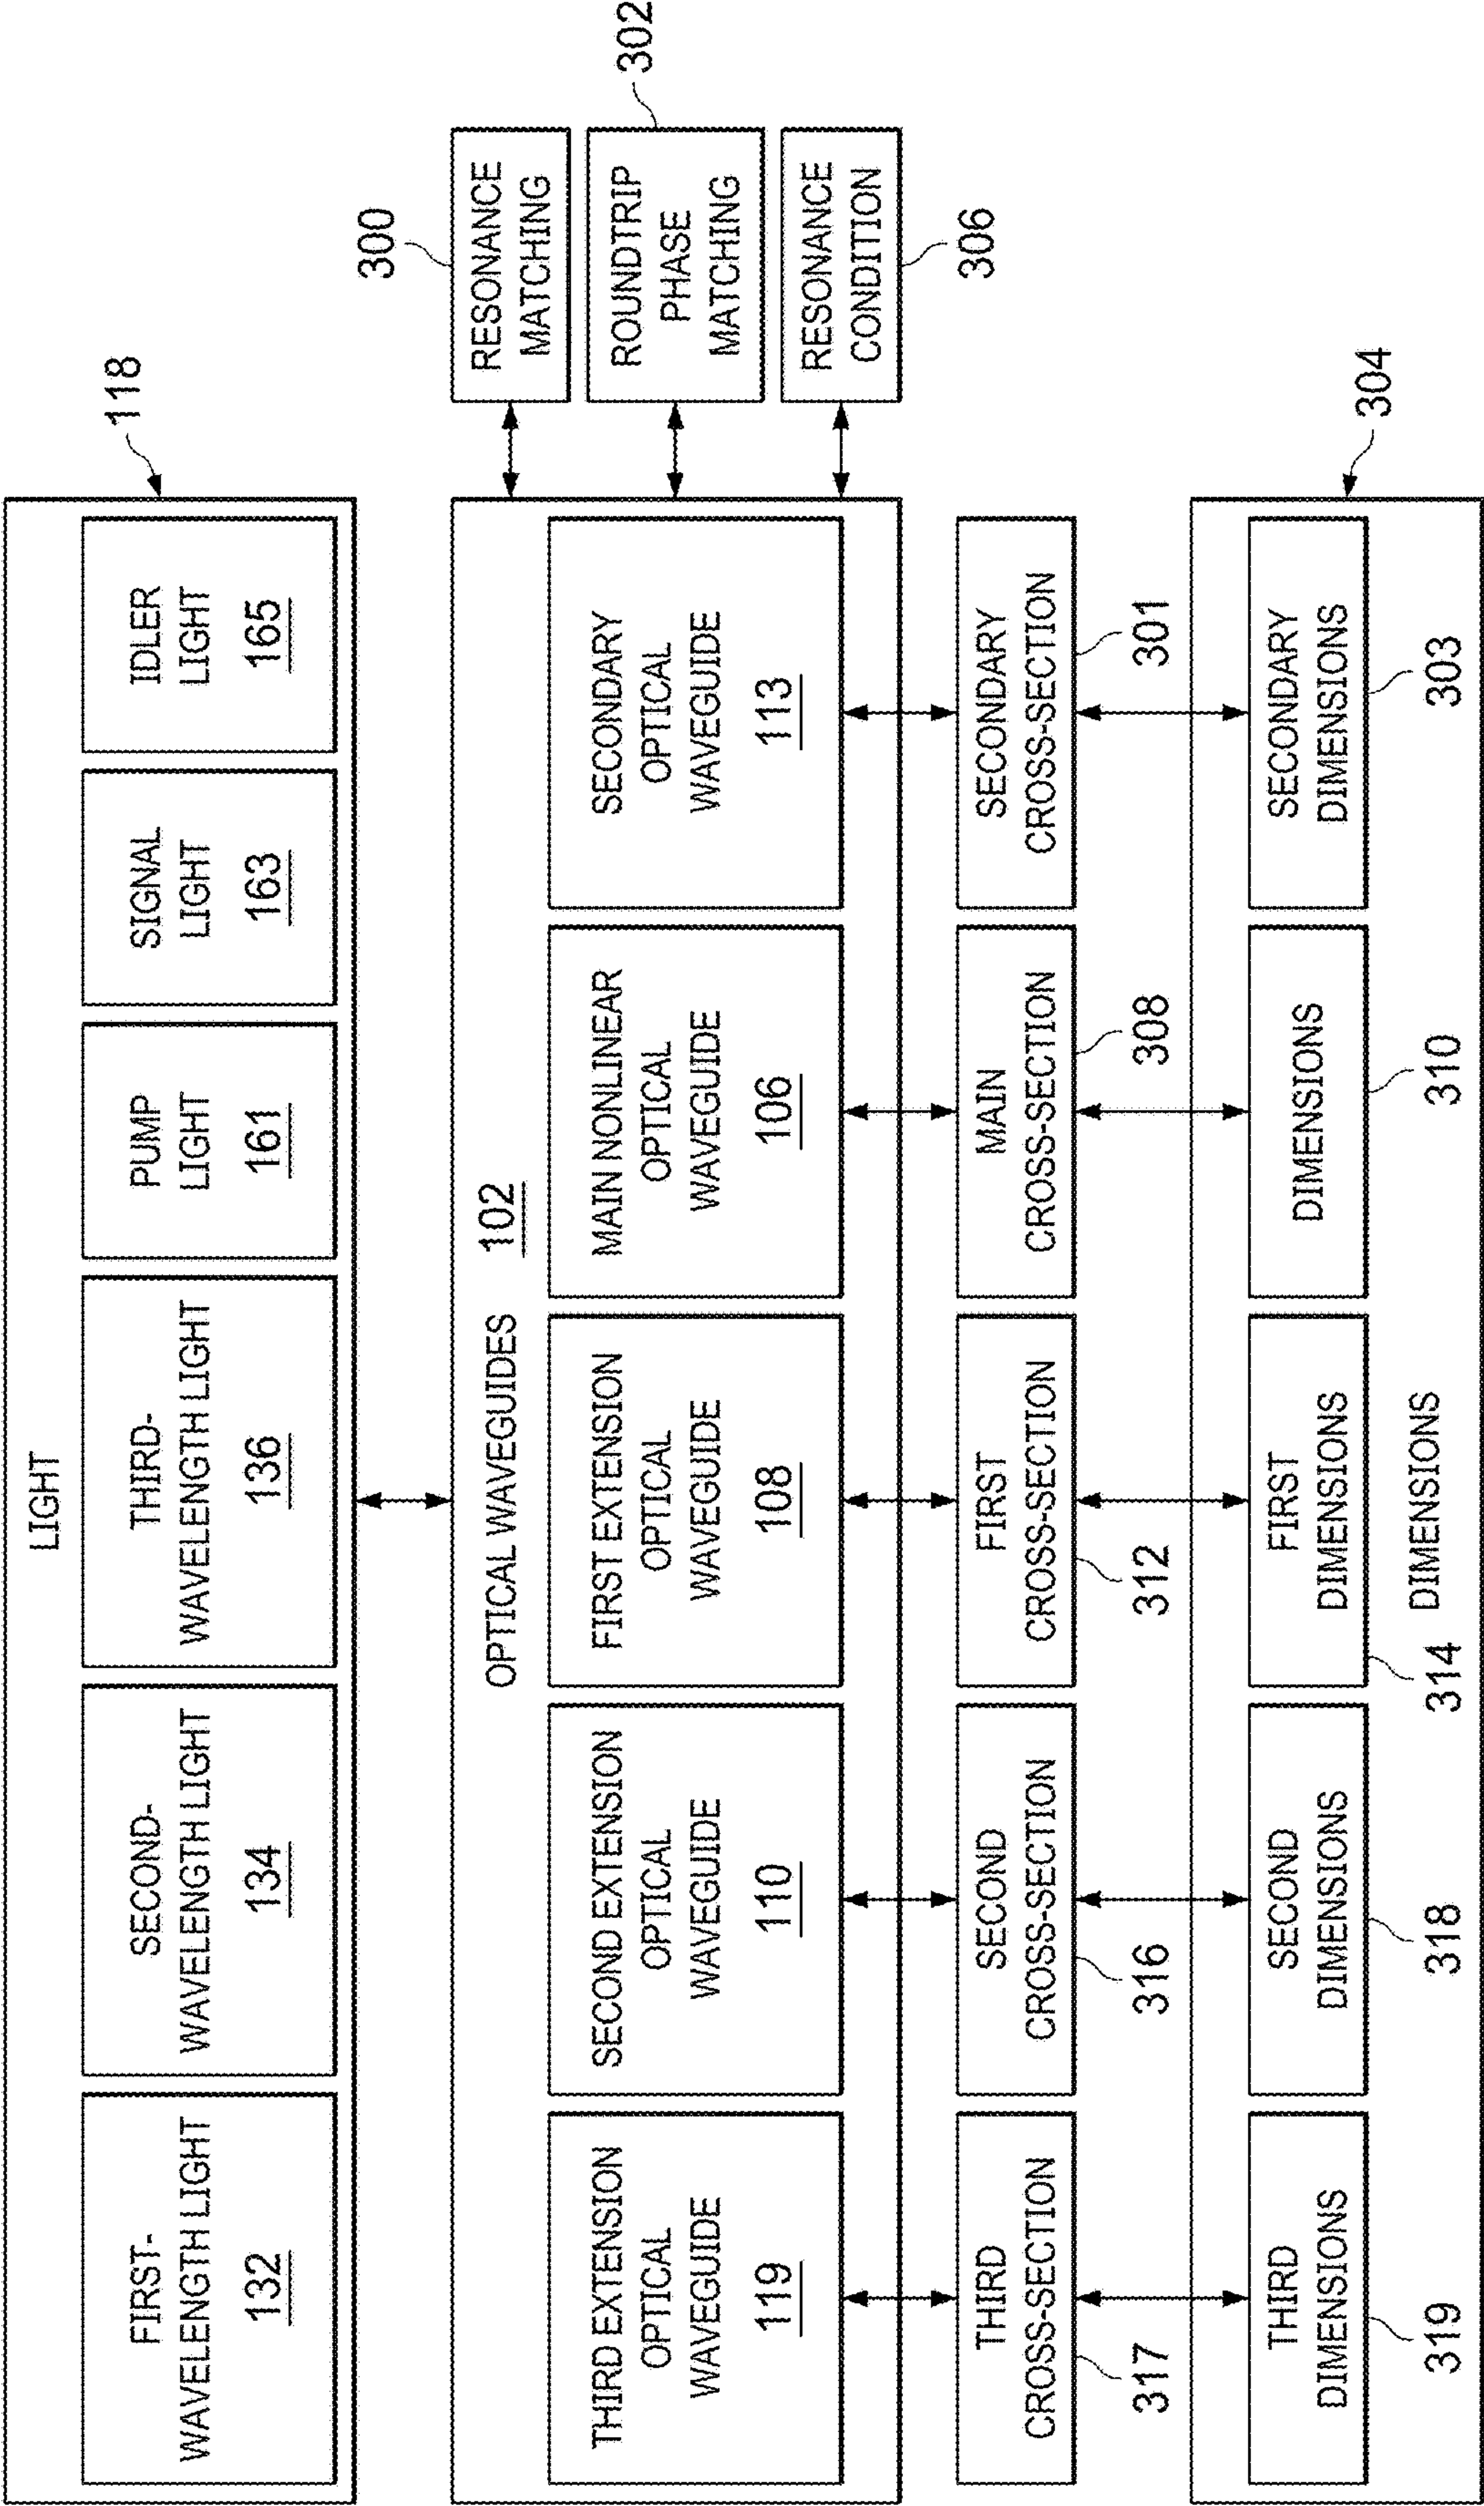 LIGHT
118
FIRST-
WAVELENGTH LIGHT
132
SECOND-
WAVELENGTH LIGHT
134
THIRD-
WAVELENGTH LIGHT
136
PUMP
LIGHT
161
SIGNAL
LIGHT
163
IDLER
LIGHT
165
OPTICAL WAVEGUIDES 102
THIRD EXTENSION
OPTICAL
WAVEGUIDE
119
SECOND EXTENSION
OPTICAL
WAVEGUIDE
110
FIRST EXTENSION
OPTICAL
WAVEGUIDE
108
MAIN NONLINEAR
OPTICAL
WAVEGUIDE
106
SECONDARY
OPTICAL
WAVEGUIDE
113
300
RESONANCE
MATCHING
302
ROUNDTRIP
PHASE
MATCHING
RESONANCE
CONDITION
306
THIRD
CROSS-SECTION
317
SECOND
CROSS-SECTION
316
FIRST
CROSS-SECTION
312
MAIN
CROSS-SECTION
308
SECONDARY
CROSS-SECTION
301
304
THIRD
DIMENSIONS
319
SECOND
DIMENSIONS
318
FIRST
DIMENSIONS
314
DIMENSIONS
310
SECONDARY
DIMENSIONS
303
DIMENSIONS